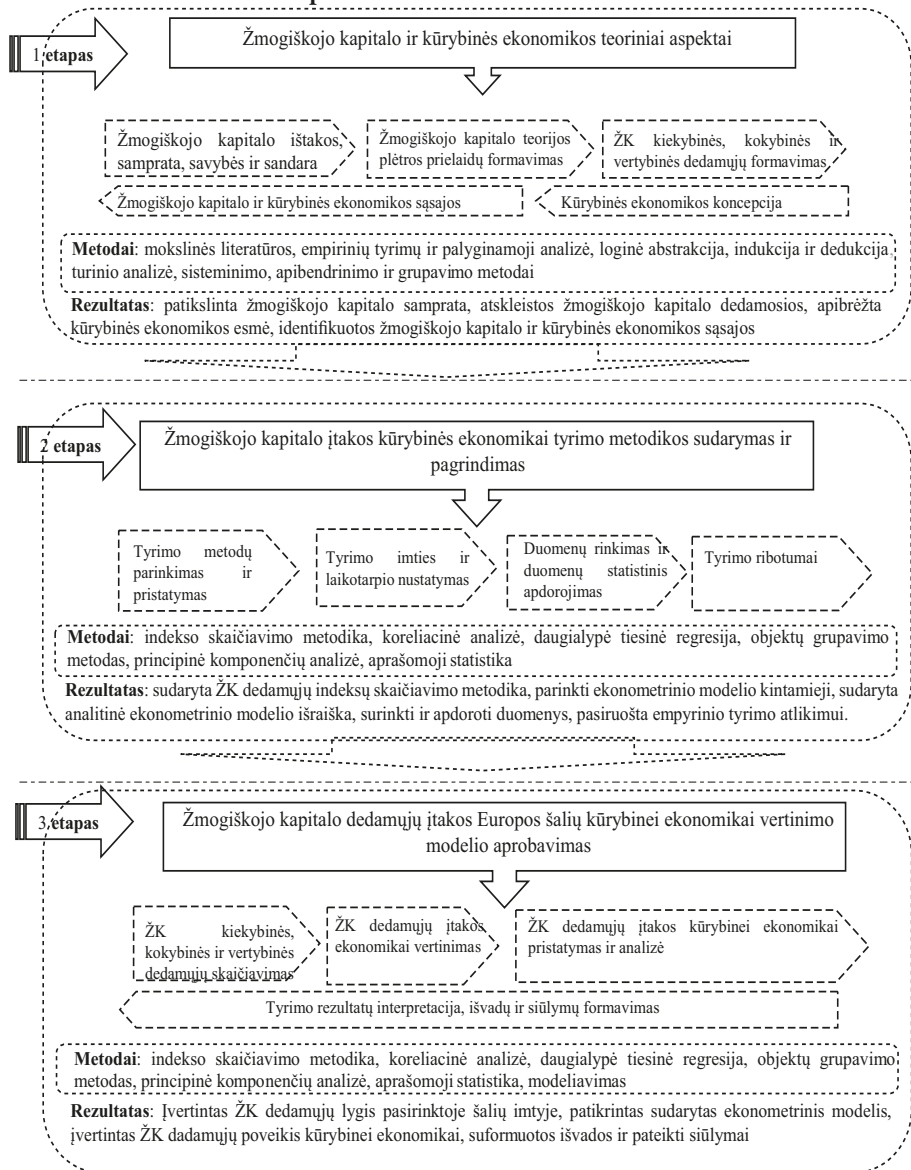 1 etapas
Žmogiškojo kapitalo ir kūrybinės ekonomikos teoriniai aspektai
Žmogiškojo kapitalo ištakos,
samprata, savybės ir sandara
Žmogiškojo kapitalo teorijos
plėtros prielaidų formavimas
ŽK kiekybinės, kokybinės ir
vertybinės dedamųjų formavimas
Žmogiškojo kapitalo ir kūrybinės ekonomikos sąsajos
Kūrybinės ekonomikos koncepcija
Metodai: mokslinės literatūros, empirinių tyrimų ir palyginamoji analizė, loginė abstrakcija, indukcija ir dedukcija,
turinio analizė, sisteminimo, apibendrinimo ir grupavimo metodai
Rezultatas: patikslinta žmogiškojo kapitalo samprata, atskleistos žmogiškojo kapitalo dedamosios, apibrėžta
kūrybinės ekonomikos esmė, identifikuotos žmogiškojo kapitalo ir kūrybinės ekonomikos sąsajos
2 etapas
Žmogiškojo kapitalo įtakos kūrybinės ekonomikai tyrimo metodikos sudarymas ir
pagrindimas
Tyrimo metodų
parinkimas ir
pristatymas
Tyrimo imties ir
laikotarpio nustatymas
Duomenų rinkimas ir
duomenų statistinis
apdorojimas
Tyrimo ribotumai
Metodai: indekso skaičiavimo metodika, koreliacinė analizė, daugialypė tiesinė regresija, objektų grupavimo
metodas, principinė komponenčių analizė, aprašomoji statistika
Rezultatas: sudaryta ŽK dedamųjų indeksų skaičiavimo metodika, parinkti ekonometrinio modelio kintamieji, sudaryta
analitinė ekonometrinio modelio išraiška, surinkti ir apdoroti duomenys, pasiruošta empyrinio tyrimo atlikimui.
3 etapas
Žmogiškojo kapitalo dedamųjų įtakos Europos šalių kūrybinei ekonomikai vertinimo
modelio aprobavimas
ŽK kiekybinės,
kokybinės ir vertybinės
dedamųjų skaičiavimas
ŽK dedamųjų įtakos
ekonomikai vertinimas
ŽK dedamųjų įtakos kūrybinei ekonomikai
pristatymas ir analizė
Tyrimo rezultatų interpretacija, išvadų ir siūlymų formavimas
Metodai: indekso skaičiavimo metodika, koreliacinė analizė, daugialypė tiesinė regresija, objektų grupavimo
metodas, principinė komponenčių analizė, aprašomoji statistika, modeliavimas
Rezultatas: Įvertintas ŽK dedamųjų lygis pasirinktoje šalių imtyje, patikrintas sudarytas ekonometrinis modelis,
įvertintas ŽK dadamųjų poveikis kūrybinei ekonomikai, suformuotos išvados ir pateikti siūlymai